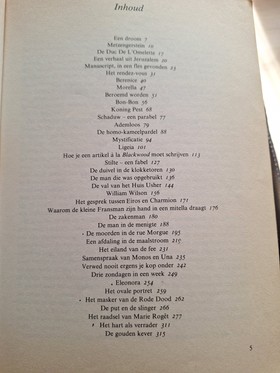 Inhoud
Een droom 7
Metzengerstein 10
De Duc De L'Omelette 17
Een verhaal uit Jeruzalem 21
Manuscript, in een fles gevonden 23
Het rendez-vous 31
Berenice 40
Morella 47
Beroemd worden 51
Bon-Bon 56
Koning Pest 68
Schaduw – een parabel 77
Ademloos 79
De homo-kameelpardel 88
Mystificatie 94
Ligeia 101
Hoe je een artikel à la Blackwood moet schrijven 113
Stilte – een fabel 127
De duivel in de klokketoren 130
De man die was opgebruikt 136
De val van het Huis Usher 144
William Wilson 158
Het gesprek tussen Eiros en Charmion 171
Waarom de kleine Fransman zijn hand in een mitella draagt 176
De zakenman 180
De man in de menigte 188
De moorden in de rue Morgue 195
Een afdaling in de maalstroom
Het eiland van de fee 231
Samenspraak van Monos en Una 235
Verwed nooit ergens je kop onder 242
Drie zondagen in een week 249
Eleonora 254
Het ovale portret 259
Het masker van de Rode Dood 262
De put en de slinger 266
Het raadsel van Marie Rogêt 277
Het hart als verrader 311
De gouden kever 315
5